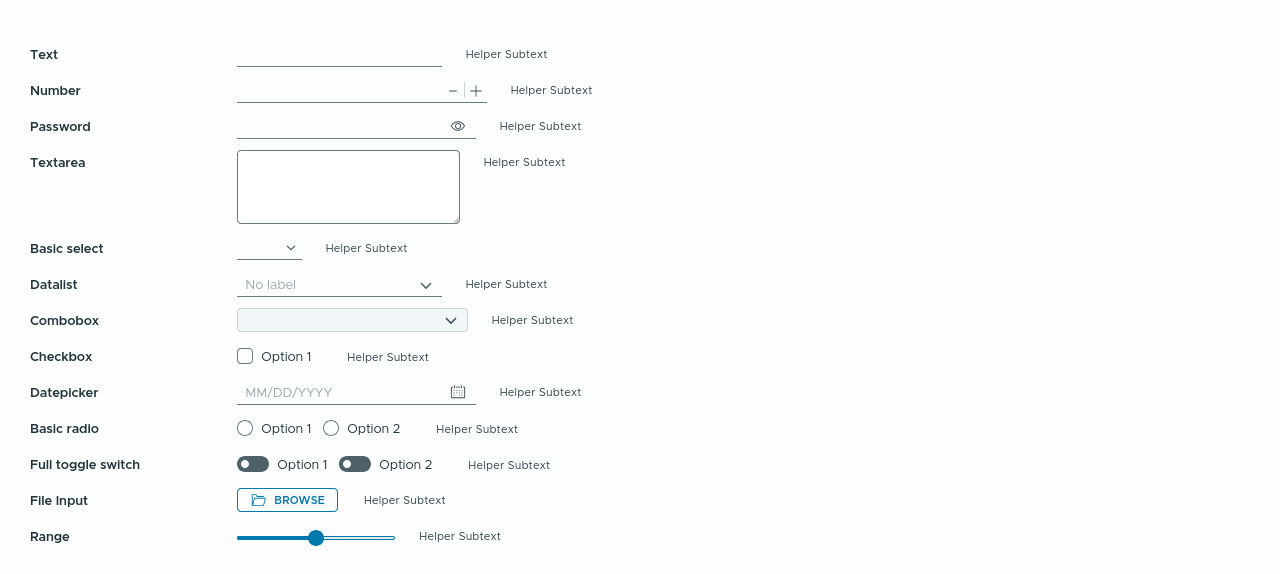 Text Helper Subtext
Number Helper Subtext
Password Helper Subtext
Textarea Helper Subtext
Basic select Helper Subtext
Datalist No label Helper Subtext
Combobox Helper Subtext
Checkbox Option 1 Helper Subtext
Datepicker MM/DD/YYYY Helper Subtext
Basic radio Option 1 Option 2 Helper Subtext
Full toggle switch Option 1 Option 2 Helper Subtext
File Input BROWSE Helper Subtext
Range Helper Subtext